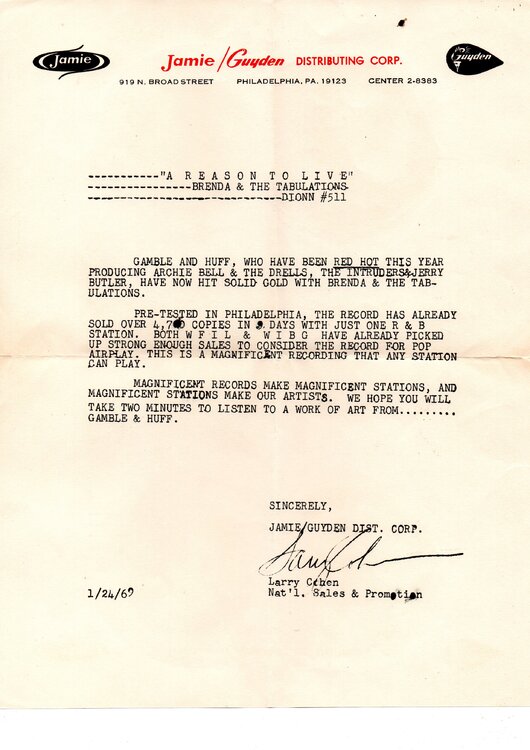 Jamie
Jamie/Guyden DISTRIBUTING CORP.
Guyden
919 N. BROAD STREET PHILADELPHIA, PA. 19123 CENTER 2-8383
-----------"A REASON TO LIVE"
----------------BRENDA & THE TABULATIONS
------------------------------DIONN #511
GAMBLE AND HUFF, WHO HAVE BEEN RED HOT THIS YEAR
PRODUCING ARCHIE BELL & THE DRELLS, THE INTRUDERS&JERRY
BUTLER, HAVE NOW HIT SOLID GOLD WITH BRENDA & THE TAB-
ULATIONS.
PRE-TESTED IN PHILADELPHIA, THE RECORD HAS ALREADY
SOLD OVER 4,700 COPIES IN DAYS WITH JUST ONE R & B
STATION. BOTH W F I L & W I B G HAVE ALREADY PICKED
UP STRONG ENOUGH SALES TO CONSIDER THE RECORD FOR POP
AIRPLAY. THIS IS A MAGNIFICENT RECORDING THAT ANY STATION
CAN PLAY.
MAGNIFICENT RECORDS MAKE MAGNIFICENT STATIONS, AND
MAGNIFICENT STATIONS MAKE OUR ARTISTS. WE HOPE YOU WILL
TAKE TWO MINUTES TO LISTEN TO A WORK OF ART FROM.........
GAMBLE & HUFF.
SINCERELY,
JAMIE/GUYDEN DIST. CORP.
Larry Cohen
1/24/69 Nat'l. Sales & Promotion